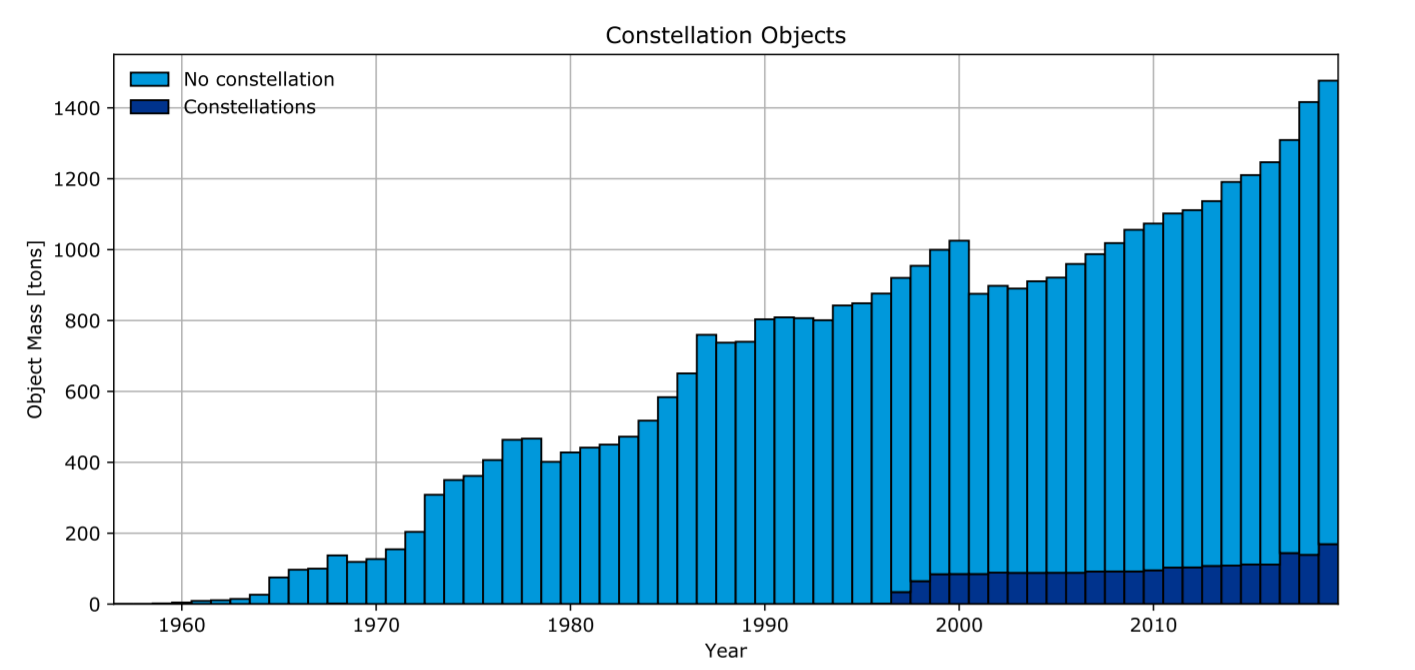 Constellation Objects
No constellation
Constellations
Object Mass [tons]
1400
1200
1000
800
600
400
200
0
1960 1970 1980 1990 2000 2010
Year